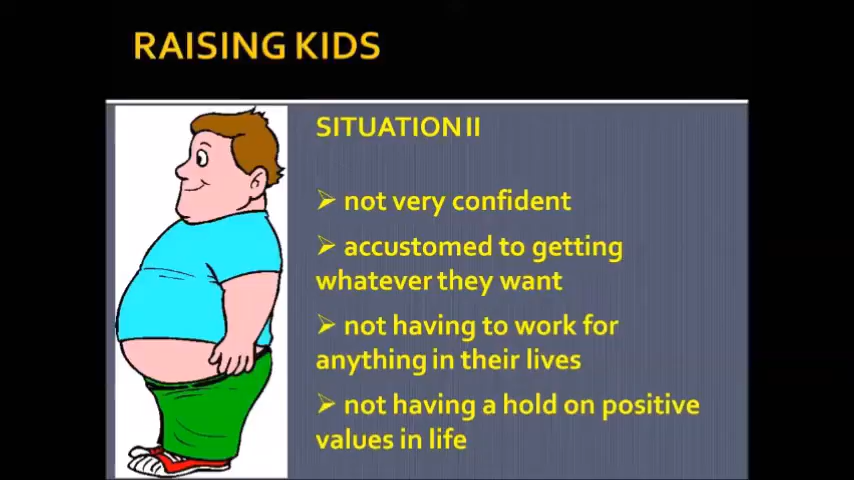 RAISING KIDS
SITUATION II
➢ not very confident
➢ accustomed to getting
whatever they want
➢ not having to work for
anything in their lives
➢ not having a hold on positive
values in life